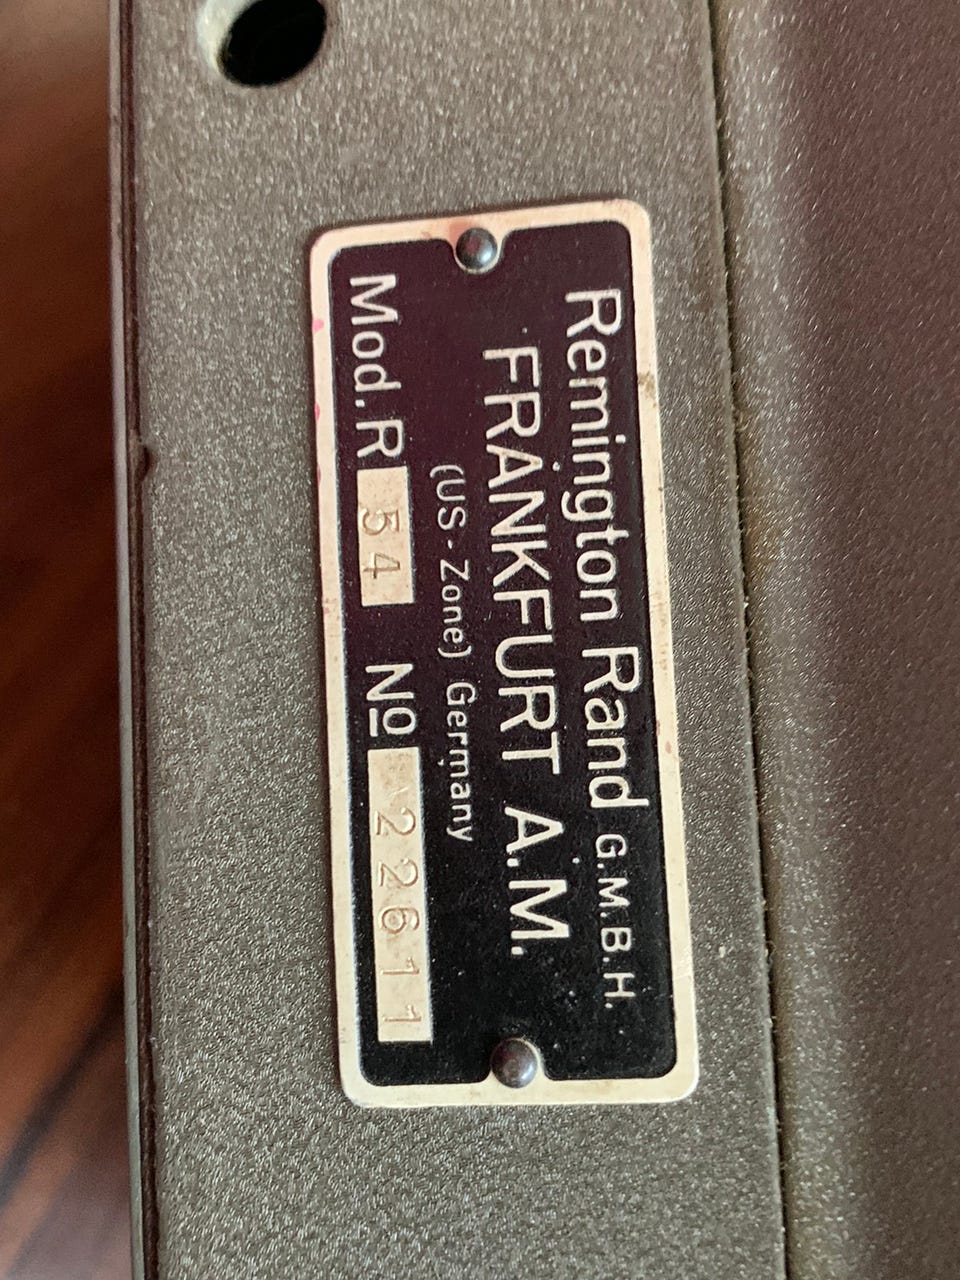 Remington Rand G.M.B.H.
FRANKFURT A.M.
(US-Zone) Germany
Mod. R 54 No 22611